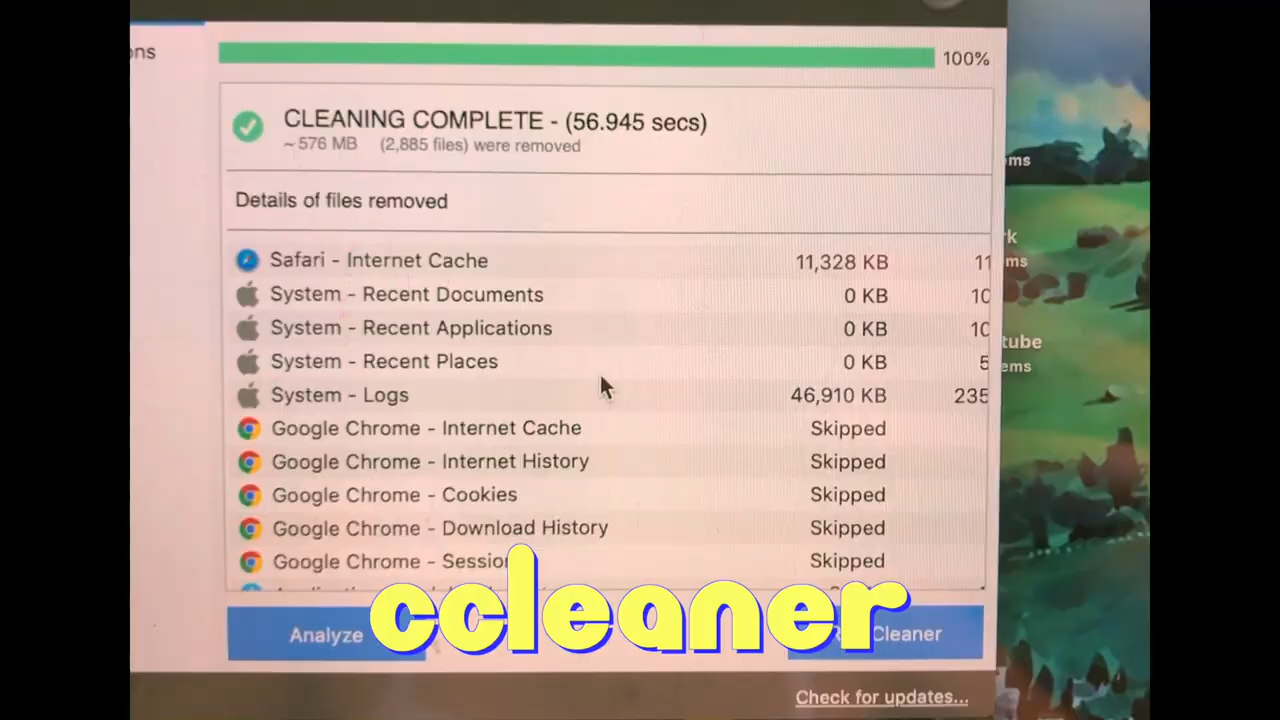 ons
100%
CLEANING COMPLETE - (56.945 secs)
~576 MB (2,885 files) were removed
Details of files removed
Safari - Internet Cache 11,328 KB 11
System - Recent Documents 0 KB 10
System - Recent Applications 0 KB 10
System - Recent Places 0 KB 5
System - Logs 46,910 KB 235
Google Chrome - Internet Cache Skipped
Google Chrome - Internet History Skipped
Google Chrome - Cookies Skipped
Google Chrome - Download History Skipped
Google Chrome - Session Skipped
Analyze
Cleaner
Check for updates...
ccleaner
ems
rk
ems
tube
ems